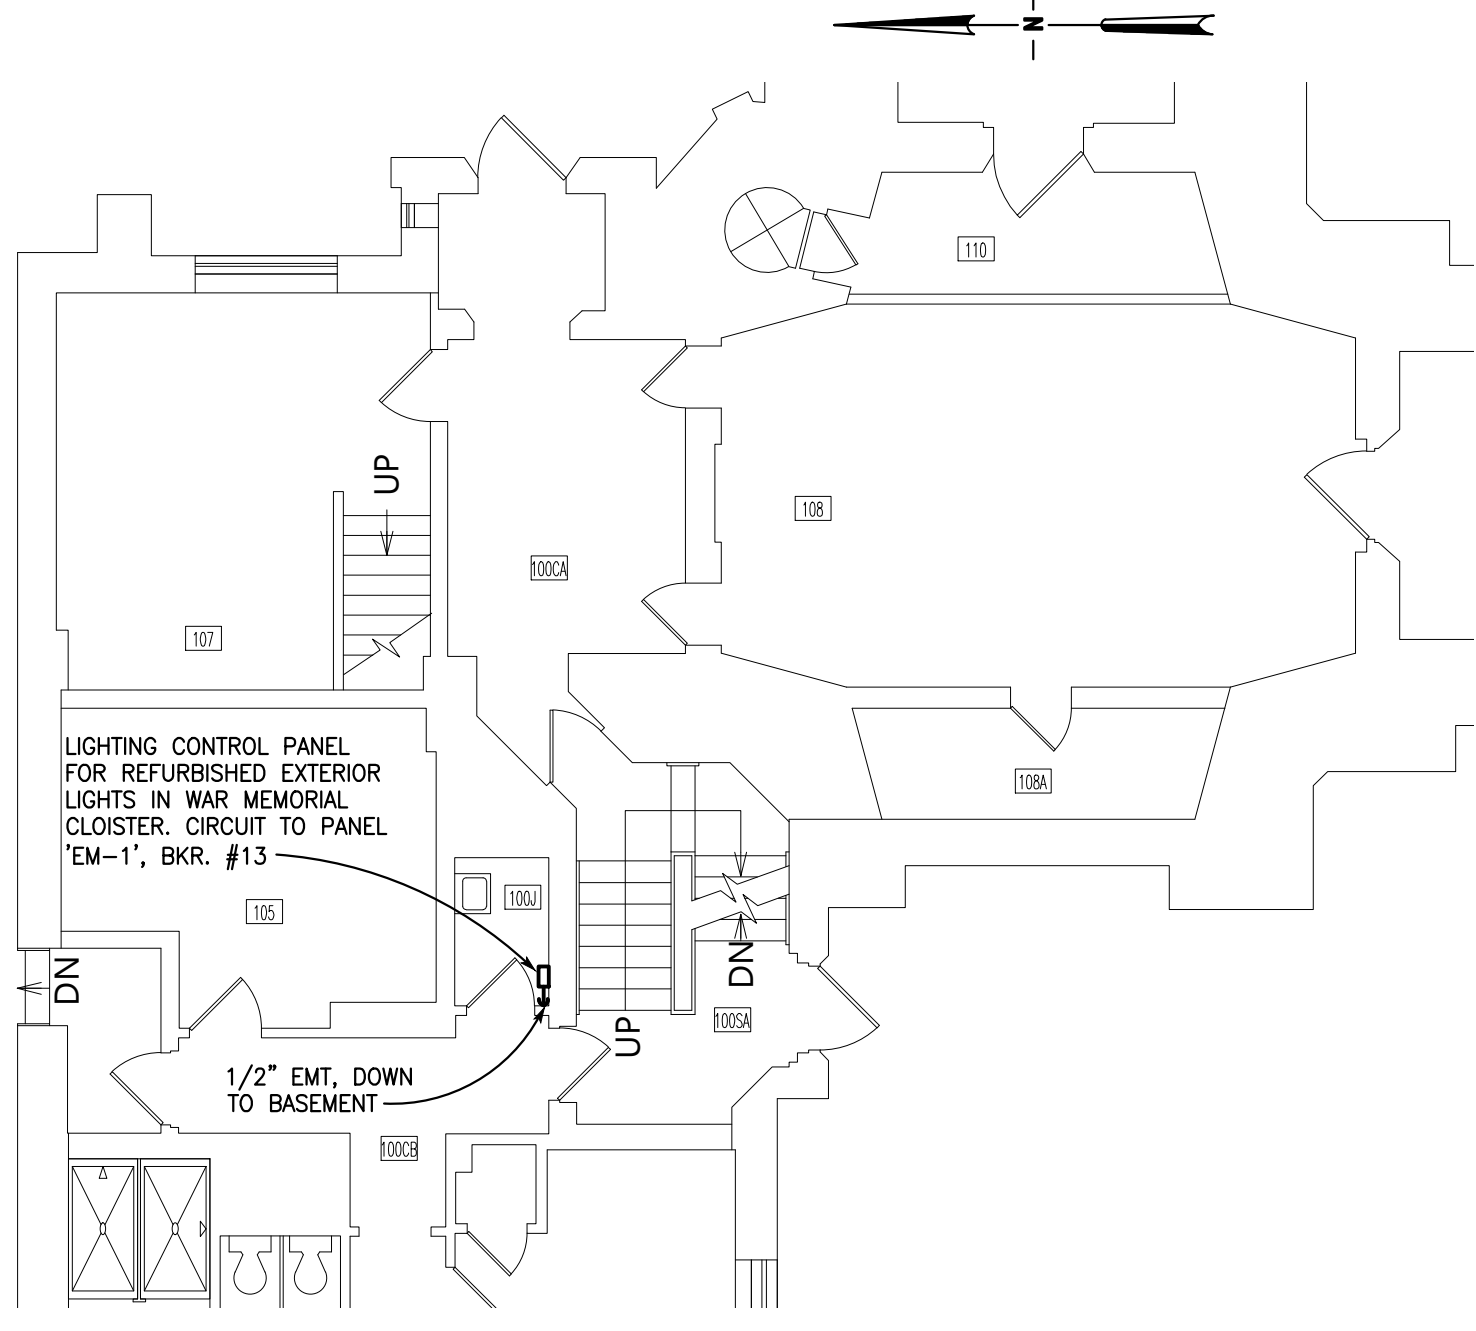 N
110
UP
108
100CA
107
LIGHTING CONTROL PANEL
FOR REFURBISHED EXTERIOR
LIGHTS IN WAR MEMORIAL
CLOISTER. CIRCUIT TO PANEL
'EM-1', BKR. #13
108A
100J
105
DN
DN
100SA
UP
1/2" EMT, DOWN
TO BASEMENT
100CB